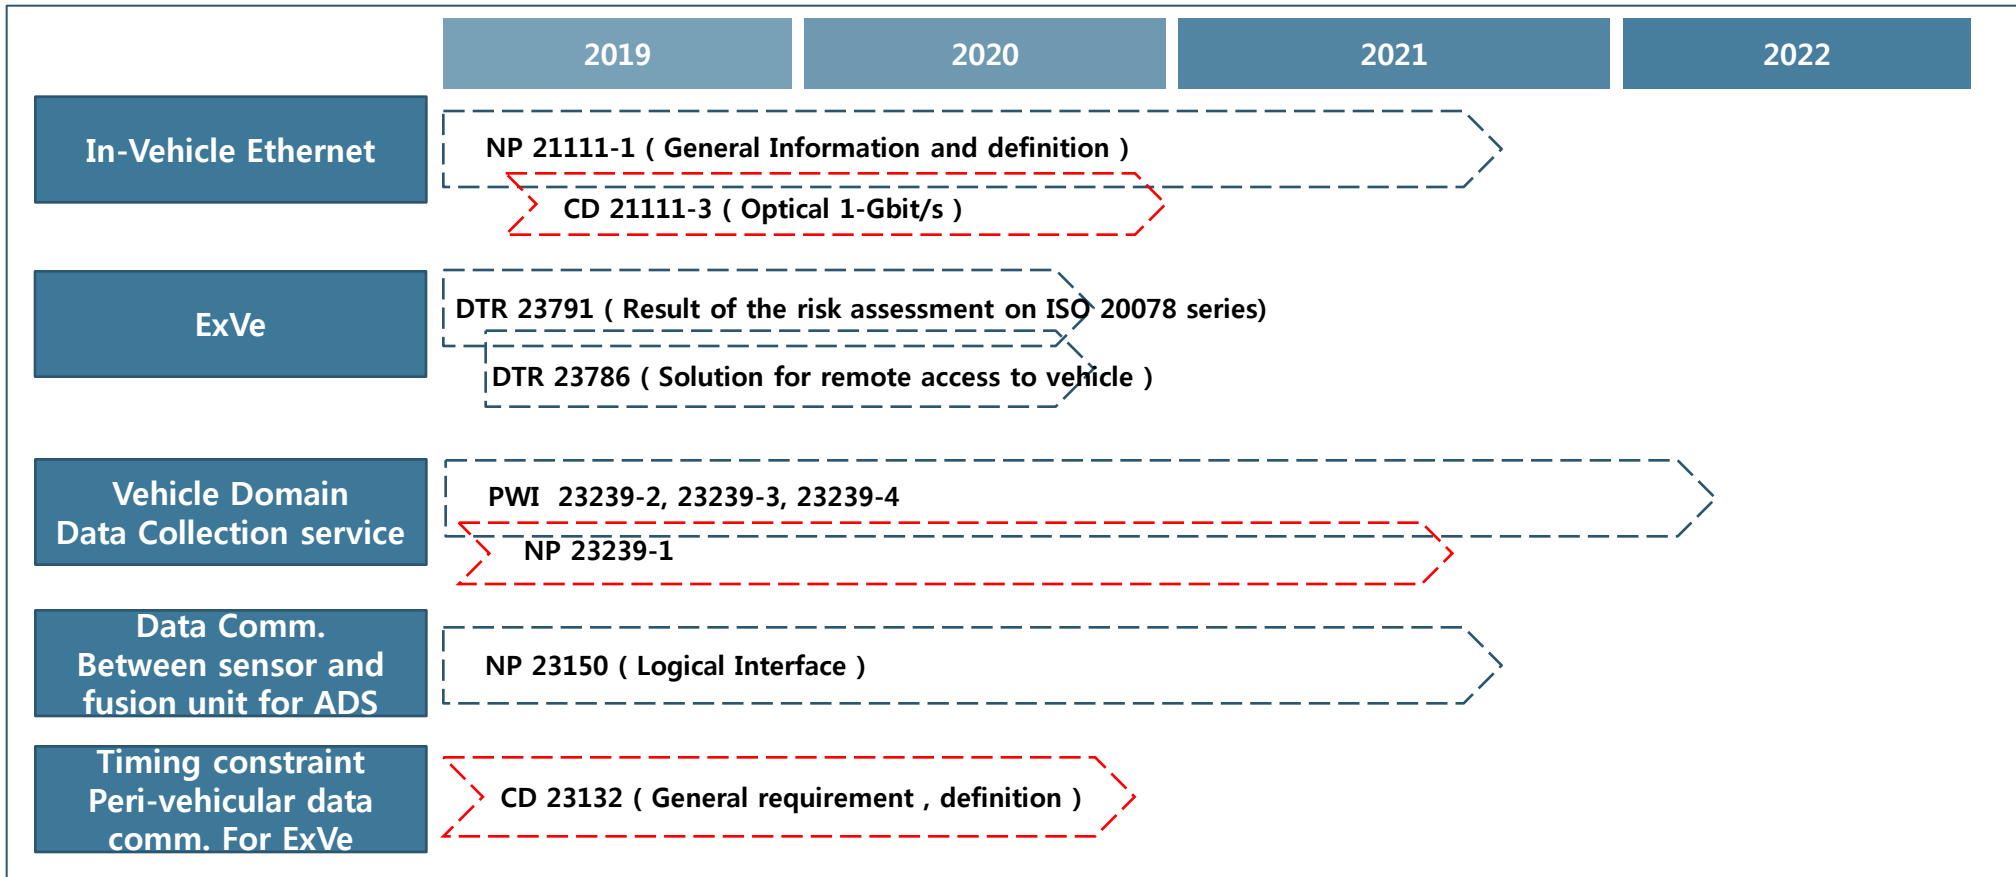 2019
2020
2021
2022
In-Vehicle Ethernet
NP 21111-1 ( General Information and definition )
CD 21111-3 ( Optical 1-Gbit/s )
ExVe
DTR 23791 ( Result of the risk assessment on ISO 20078 series)
DTR 23786 ( Solution for remote access to vehicle )
Vehicle Domain
Data Collection service
PWI  23239-2, 23239-3, 23239-4
NP 23239-1
Data Comm.
Between sensor and
fusion unit for ADS
NP 23150 ( Logical Interface )
Timing constraint
Peri-vehicular data
comm. For ExVe
CD 23132 ( General requirement , definition )